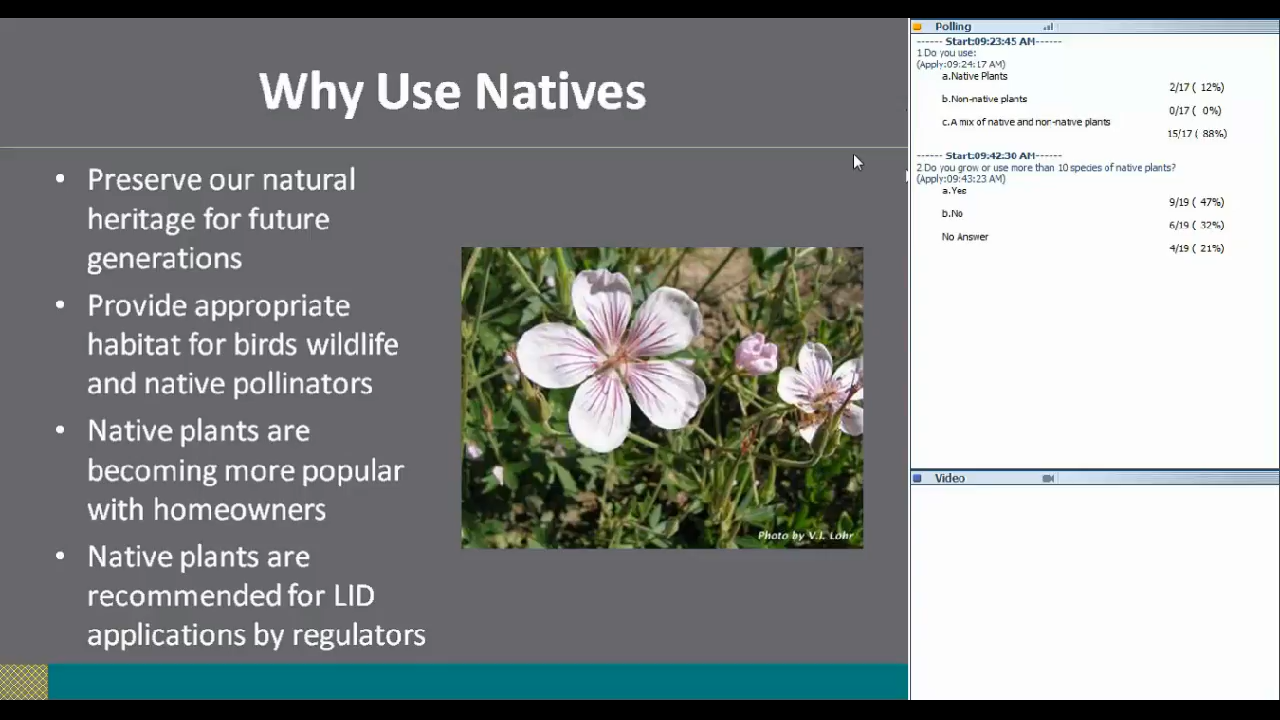 Why Use Natives
• Preserve our natural
heritage for future
generations
• Provide appropriate
habitat for birds wildlife
and native pollinators
• Native plants are
becoming more popular
with homeowners
• Native plants are
recommended for LID
applications by regulators
Photo by V.I. Lohr
Polling
------ Start:09:23:45 AM------
1.Do you use:
(Apply:09:24:17 AM)
a.Native Plants
2/17 ( 12%)
b.Non-native plants
0/17 ( 0%)
c.A mix of native and non-native plants
15/17 ( 88%)
------ Start:09:42:30 AM------
2.Do you grow or use more than 10 species of native plants?
(Apply:09:43:23 AM)
a.Yes
9/19 ( 47%)
b.No
6/19 ( 32%)
No Answer
4/19 ( 21%)
Video